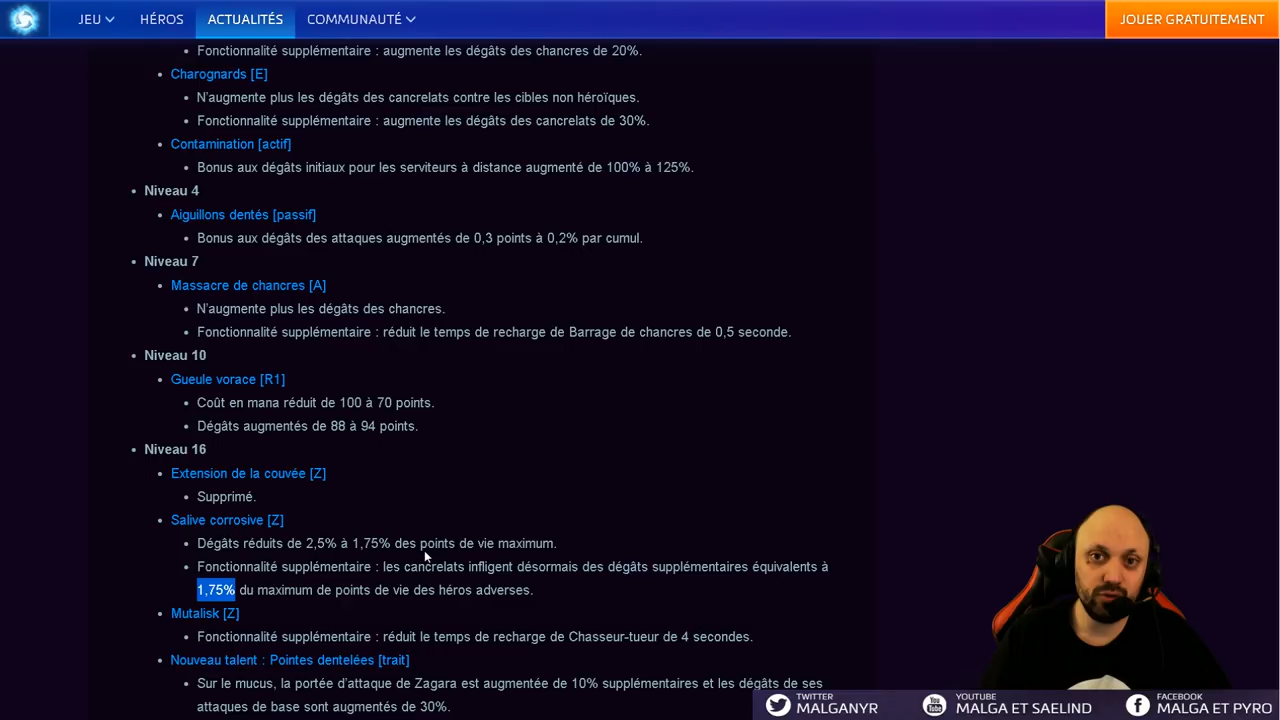 JEU HÉROS ACTUALITÉS COMMUNAUTÉ JOUER GRATUITEMENT
Fonctionnalité supplémentaire : augmente les dégâts des chancres de 20%.
Charognards [E]
N'augmente plus les dégâts des cancrelats contre les cibles non héroïques.
Fonctionnalité supplémentaire : augmente les dégâts des cancrelats de 30%.
Contamination [actif]
Bonus aux dégâts initiaux pour les serviteurs à distance augmenté de 100% à 125%.
Niveau 4
Aiguillons dentés [passif]
Bonus aux dégâts des attaques augmentés de 0,3 points à 0,2% par cumul.
Niveau 7
Massacre de chancres [A]
N'augmente plus les dégâts des chancres.
Fonctionnalité supplémentaire : réduit le temps de recharge de Barrage de chancres de 0,5 seconde.
Niveau 10
Gueule vorace [R1]
Coût en mana réduit de 100 à 70 points.
Dégâts augmentés de 88 à 94 points.
Niveau 16
Extension de la couvée [Z]
Supprimé.
Salive corrosive [Z]
Dégâts réduits de 2,5% à 1,75% des points de vie maximum.
Fonctionnalité supplémentaire : les cancrelats infligent désormais des dégâts supplémentaires équivalents à
1,75% du maximum de points de vie des héros adverses.
Mutalisk [Z]
Fonctionnalité supplémentaire : réduit le temps de recharge de Chasseur-tueur de 4 secondes.
Nouveau talent : Pointes dentelées [trait]
Sur le mucus, la portée d'attaque de Zagara est augmentée de 10% supplémentaires et les dégâts de ses
attaques de base sont augmentés de 30%.
TWITTER
MALGANYR
YOUTUBE
MALGA ET SAELIND
FACEBOOK
MALGA ET PYRO